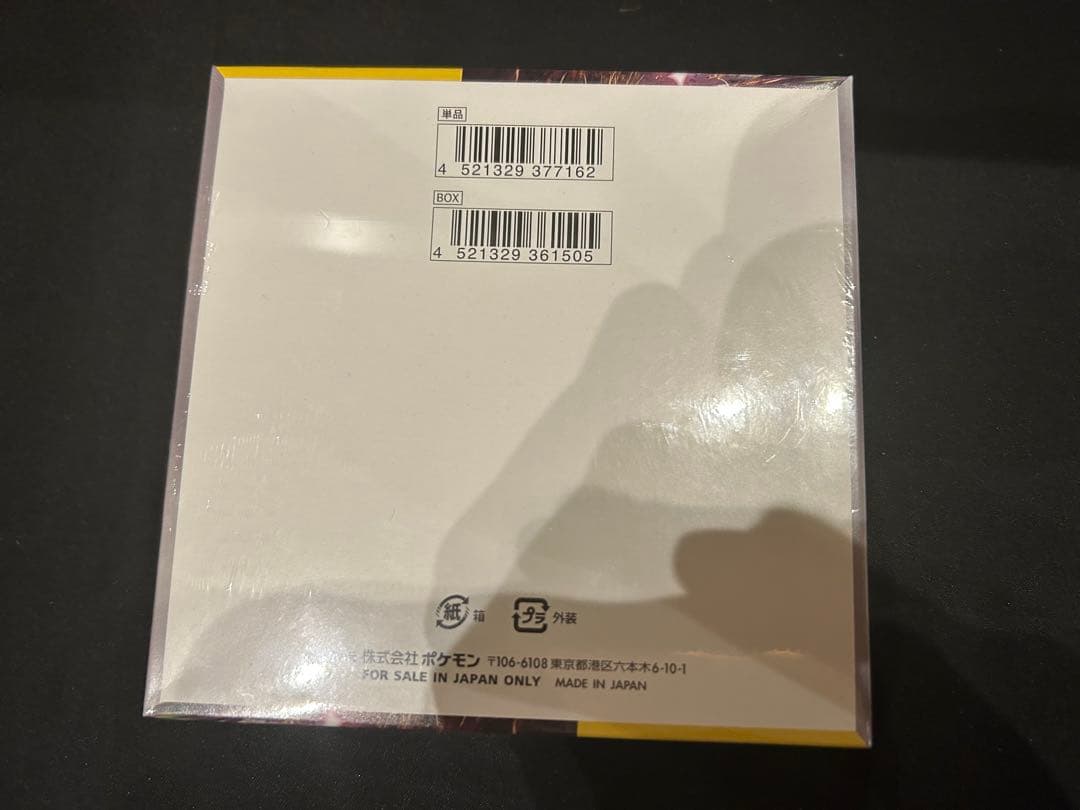 単品
4 521329 377162
BOX
4 521329 361505
紙 箱 プラ 外装
株式会社 ポケモン 〒106-6108 東京都港区六本木6-10-1
FOR SALE IN JAPAN ONLY MADE IN JAPAN